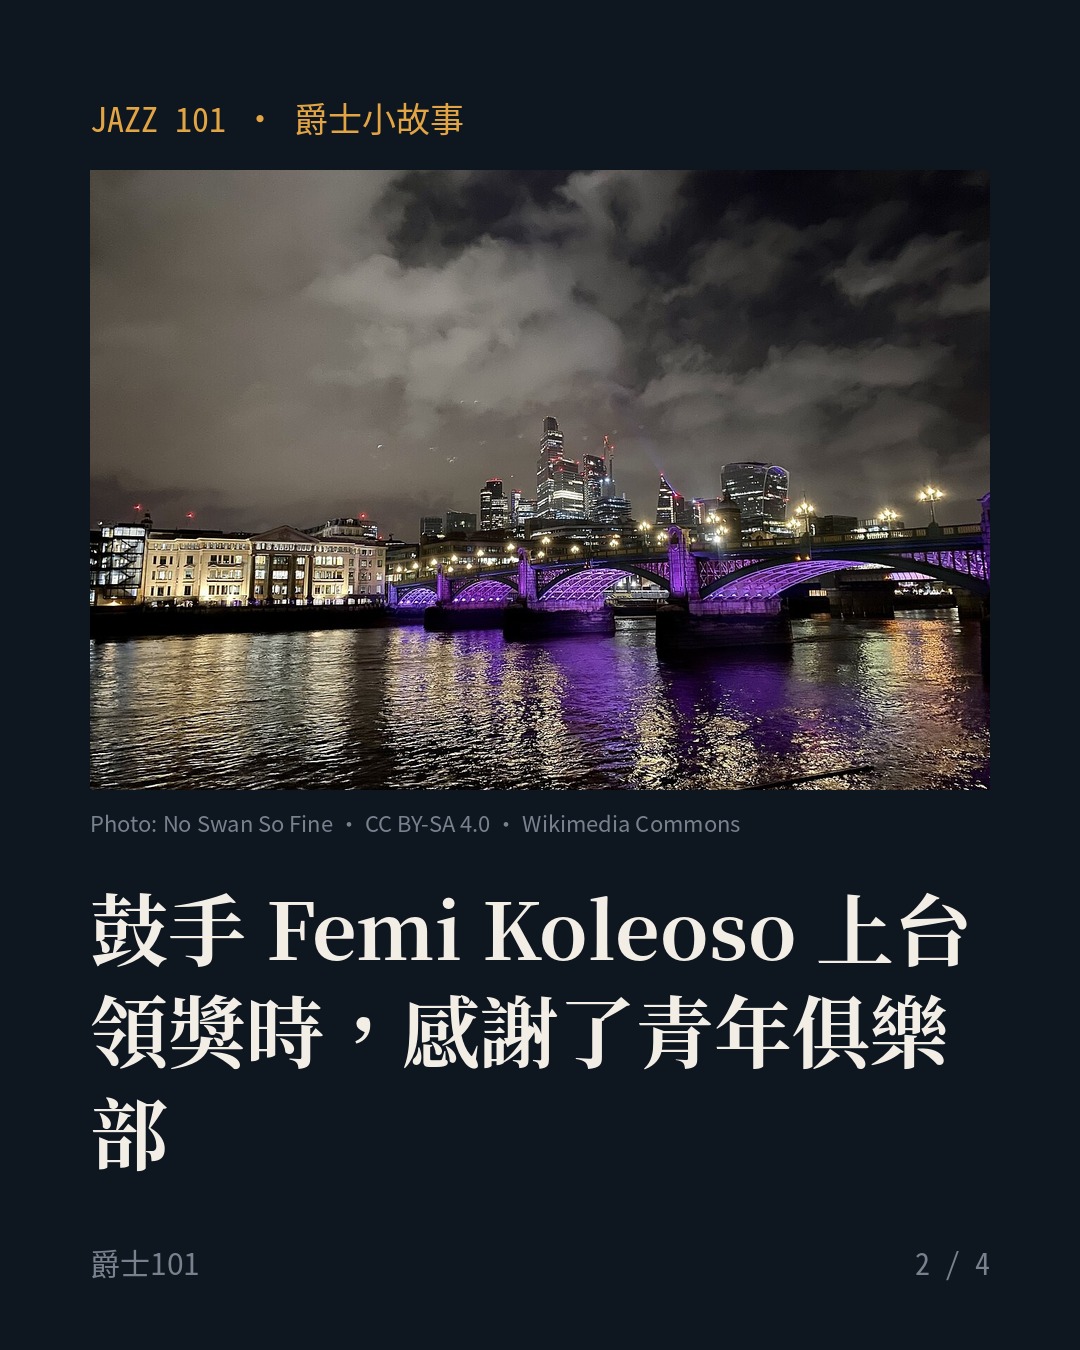 JAZZ 101 · 爵士小故事
Photo: No Swan So Fine · CC BY-SA 4.0 · Wikimedia Commons
鼓手 Femi Koleoso 上台
領獎時，感謝了青年俱樂
部
爵士101
2 / 4